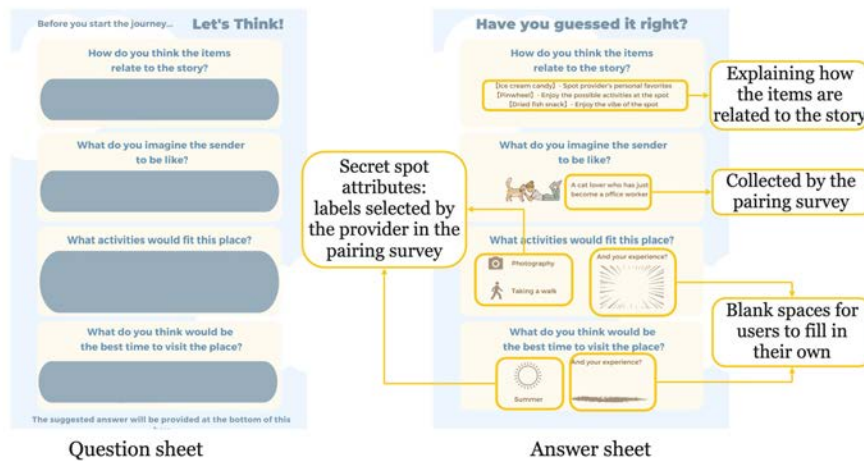 Before you start the journey...
Let's Think!
How do you think the items
relate to the story?
What do you imagine the sender
to be like?
What activities would fit this place?
What do you think would be
the best time to visit the place?
The suggested answer will be provided at the bottom of this
Question sheet
Have you guessed it right?
How do you think the items
relate to the story?
【Ice cream candy】 - Spot provider's personal favorites
【Pinwheel】 - Enjoy the possible activities at the spot
【Dried fish snack】 - Enjoy the vibe of the spot
What do you imagine the sender
to be like?
A cat lover who has just
become a office worker
What activities would fit this place?
Photography
Taking a walk
And your experience?
What do you think would be
the best time to visit the place?
Summer
And your experience?
Answer sheet
Secret spot
attributes:
labels selected by
the provider in the
pairing survey
Explaining how
the items are
related to the story
Collected by the
pairing survey
Blank spaces for
users to fill in
their own